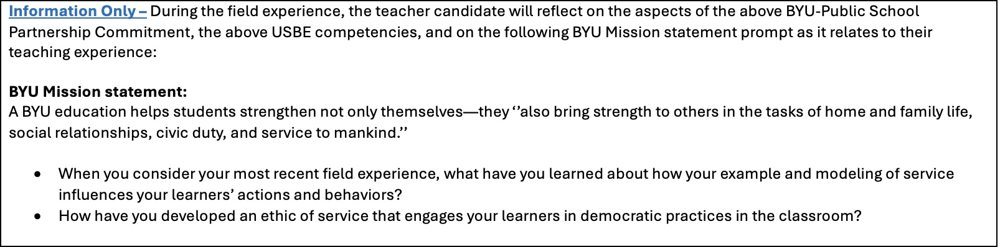 Information Only – During the field experience, the teacher candidate will reflect on the aspects of the above BYU-Public School
Partnership Commitment, the above USBE competencies, and on the following BYU Mission statement prompt as it relates to their
teaching experience:
BYU Mission statement:
A BYU education helps students strengthen not only themselves—they ‘’also bring strength to others in the tasks of home and family life,
social relationships, civic duty, and service to mankind.’’
• When you consider your most recent field experience, what have you learned about how your example and modeling of service
influences your learners’ actions and behaviors?
• How have you developed an ethic of service that engages your learners in democratic practices in the classroom?